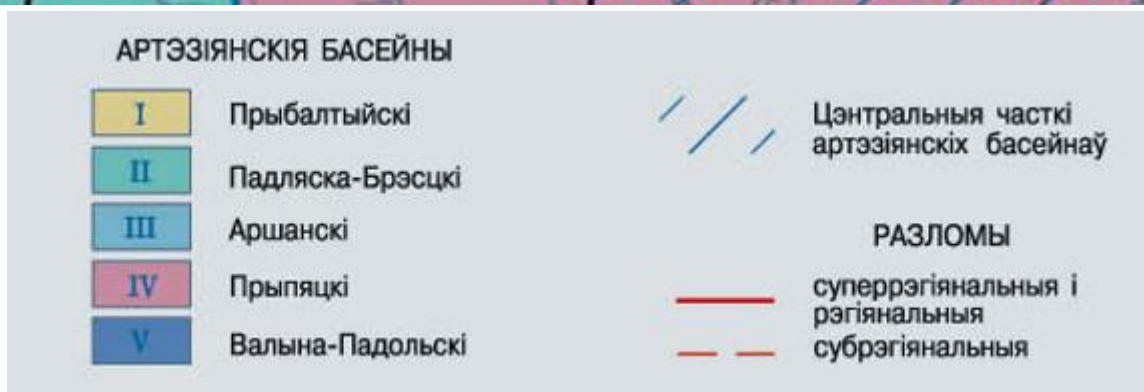 АРТЭЗІЯНСКІЯ БАСЕЙНЫ
I Прыбалтыйскі
II Падляска-Брэсцкі
III Аршанскі
IV Прыпяцкі
V Валына-Падольскі
Цэнтральныя часткі
артэзіянскіх басейнаў
РАЗЛОМЫ
суперрэгіянальныя і
рэгіянальныя
субрэгіянальныя